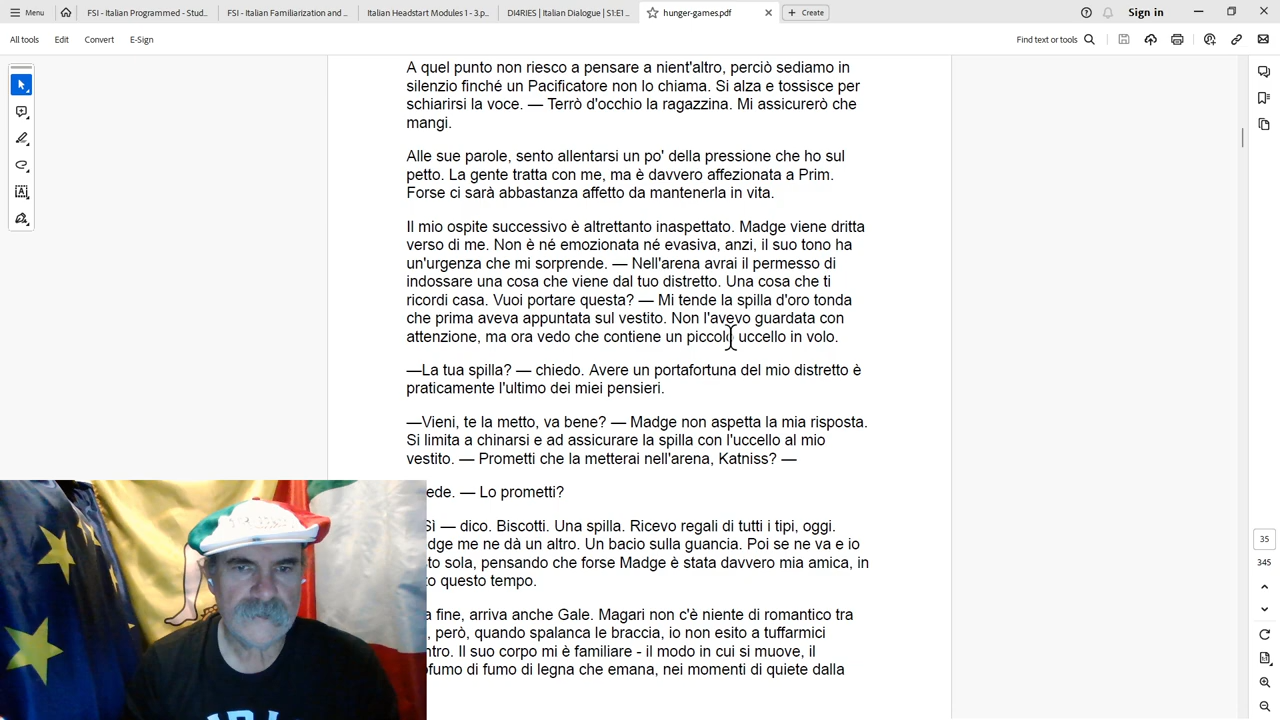 Menu
FSI - Italian Programmed - Stud...
FSI - Italian Familiarization and ...
Italian Headstart Modules 1 - 3.p...
DI4RIES | Italian Dialogue | S1:E1 ...
hunger-games.pdf
Create
Sign in
All tools
Edit
Convert
E-Sign
Find text or tools
A quel punto non riesco a pensare a nient'altro, perciò sediamo in
silenzio finché un Pacificatore non lo chiama. Si alza e tossisce per
schiarirsi la voce. — Terrò d'occhio la ragazzina. Mi assicurerò che
mangi.
Alle sue parole, sento allentarsi un po' della pressione che ho sul
petto. La gente tratta con me, ma è davvero affezionata a Prim.
Forse ci sarà abbastanza affetto da mantenerla in vita.
Il mio ospite successivo è altrettanto inaspettato. Madge viene dritta
verso di me. Non è né emozionata né evasiva, anzi, il suo tono ha
un'urgenza che mi sorprende. — Nell'arena avrai il permesso di
indossare una cosa che viene dal tuo distretto. Una cosa che ti
ricordi casa. Vuoi portare questa? — Mi tende la spilla d'oro tonda
che prima aveva appuntata sul vestito. Non l'avevo guardata con
attenzione, ma ora vedo che contiene un piccolo uccello in volo.
—La tua spilla? — chiedo. Avere un portafortuna del mio distretto è
praticamente l'ultimo dei miei pensieri.
—Vieni, te la metto, va bene? — Madge non aspetta la mia risposta.
Si limita a chinarsi e ad assicurare la spilla con l'uccello al mio
vestito. — Prometti che la metterai nell'arena, Katniss? —
ede. — Lo prometti?
Sì — dico. Biscotti. Una spilla. Ricevo regali di tutti i tipi, oggi.
dge me ne dà un altro. Un bacio sulla guancia. Poi se ne va e io
to sola, pensando che forse Madge è stata davvero mia amica, in
o questo tempo.
a fine, arriva anche Gale. Magari non c'è niente di romantico tra
, però, quando spalanca le braccia, io non esito a tuffarmici
ntro. Il suo corpo mi è familiare - il modo in cui si muove, il
ofumo di fumo di legna che emana, nei momenti di quiete dalla
35
345